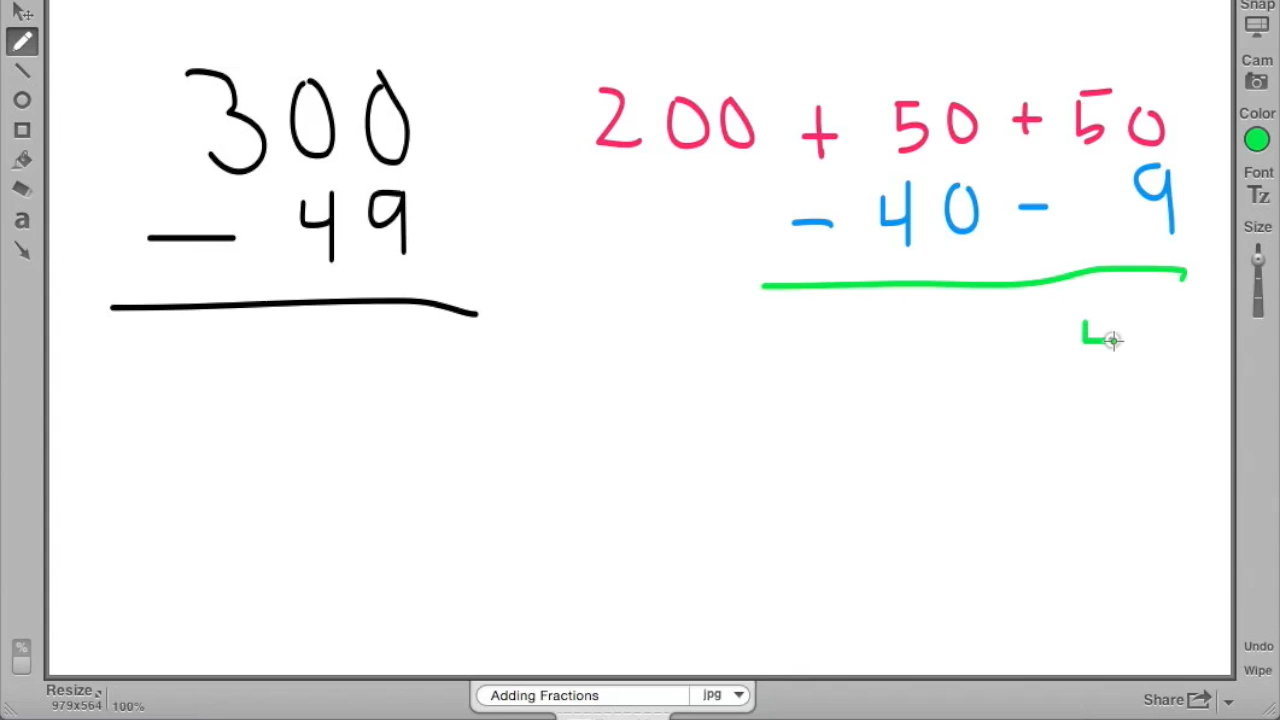 Snap
Cam
Color
Font
Tz
Size
a
300
- 49
200 + 50 + 50
- 40 - 9
%
Undo
Wipe
Resize
979x564
100%
Adding Fractions
jpg
Share